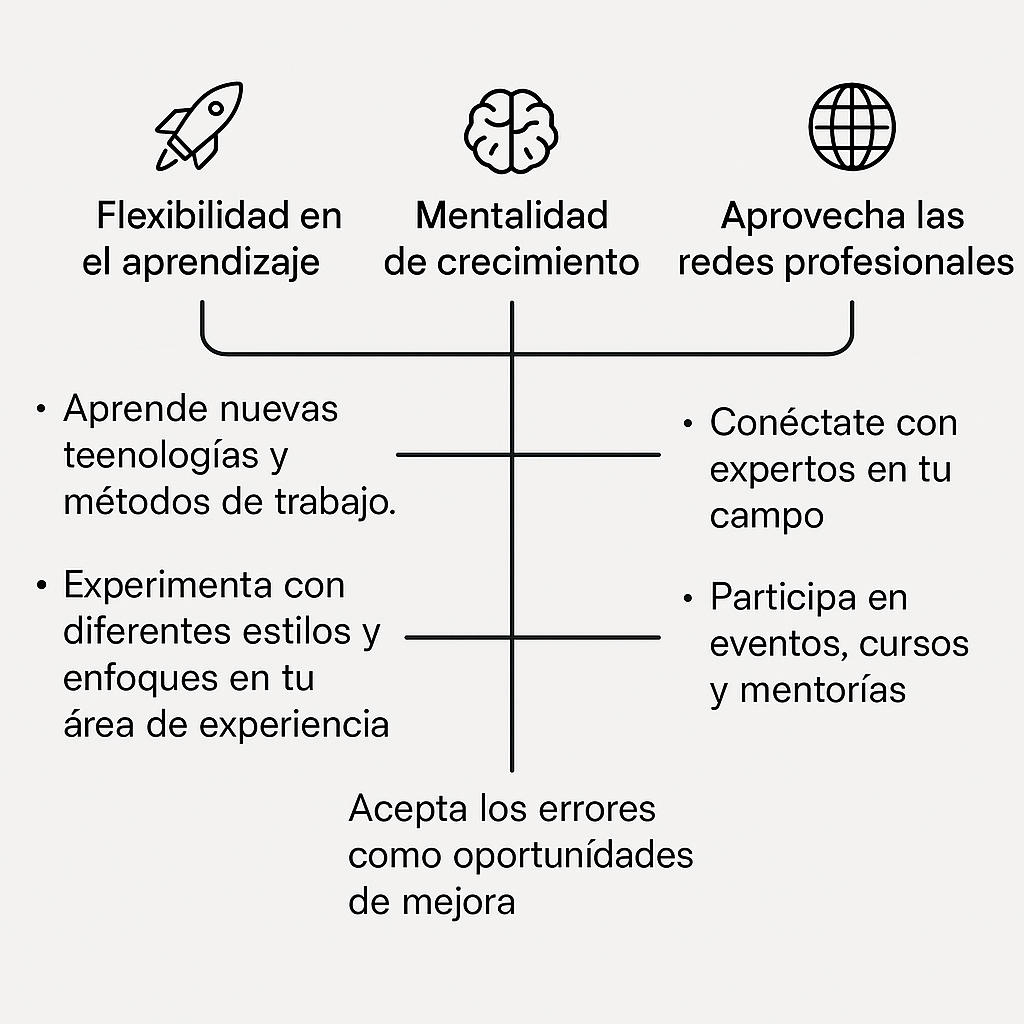 Flexibilidad en
el aprendizaje
Mentalidad
de crecimiento
Aprovecha las
redes profesionales
• Aprende nuevas
teenologías y
métodos de trabajo.
• Experimenta con
diferentes estilos y
enfoques en tu
área de experiencia
• Conéctate con
expertos en tu
campo
• Participa en
eventos, cursos
y mentorías
Acepta los errores
como oportunídades
de mejora